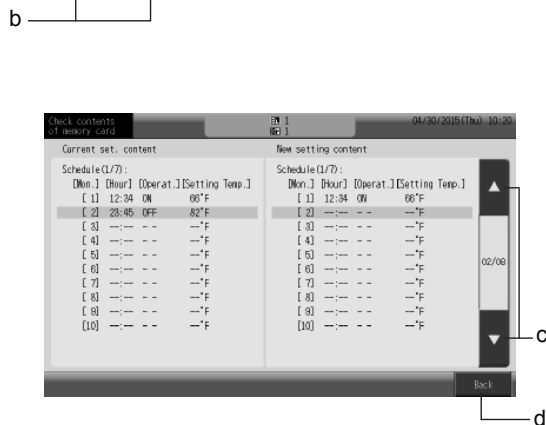 b
Check contents
of memory card
1
1
04/30/2015(Thu) 10:20
Current set. content New setting content
Schedule(1/7): Schedule(1/7):
[Mon.] [Hour] [Operat.][Setting Temp.] [Mon.] [Hour] [Operat.][Setting Temp.]
[ 1] 12:34 ON 66°F [ 1] 12:34 ON 66°F
[ 2] 23:45 OFF 82°F [ 2] --:-- -- --°F
[ 3] --:-- -- --°F [ 3] --:-- -- --°F
[ 4] --:-- -- --°F [ 4] --:-- -- --°F
[ 5] --:-- -- --°F [ 5] --:-- -- --°F
[ 6] --:-- -- --°F [ 6] --:-- -- --°F
[ 7] --:-- -- --°F [ 7] --:-- -- --°F
[ 8] --:-- -- --°F [ 8] --:-- -- --°F
[ 9] --:-- -- --°F [ 9] --:-- -- --°F
[10] --:-- -- --°F [10] --:-- -- --°F
02/08
c
Back
d